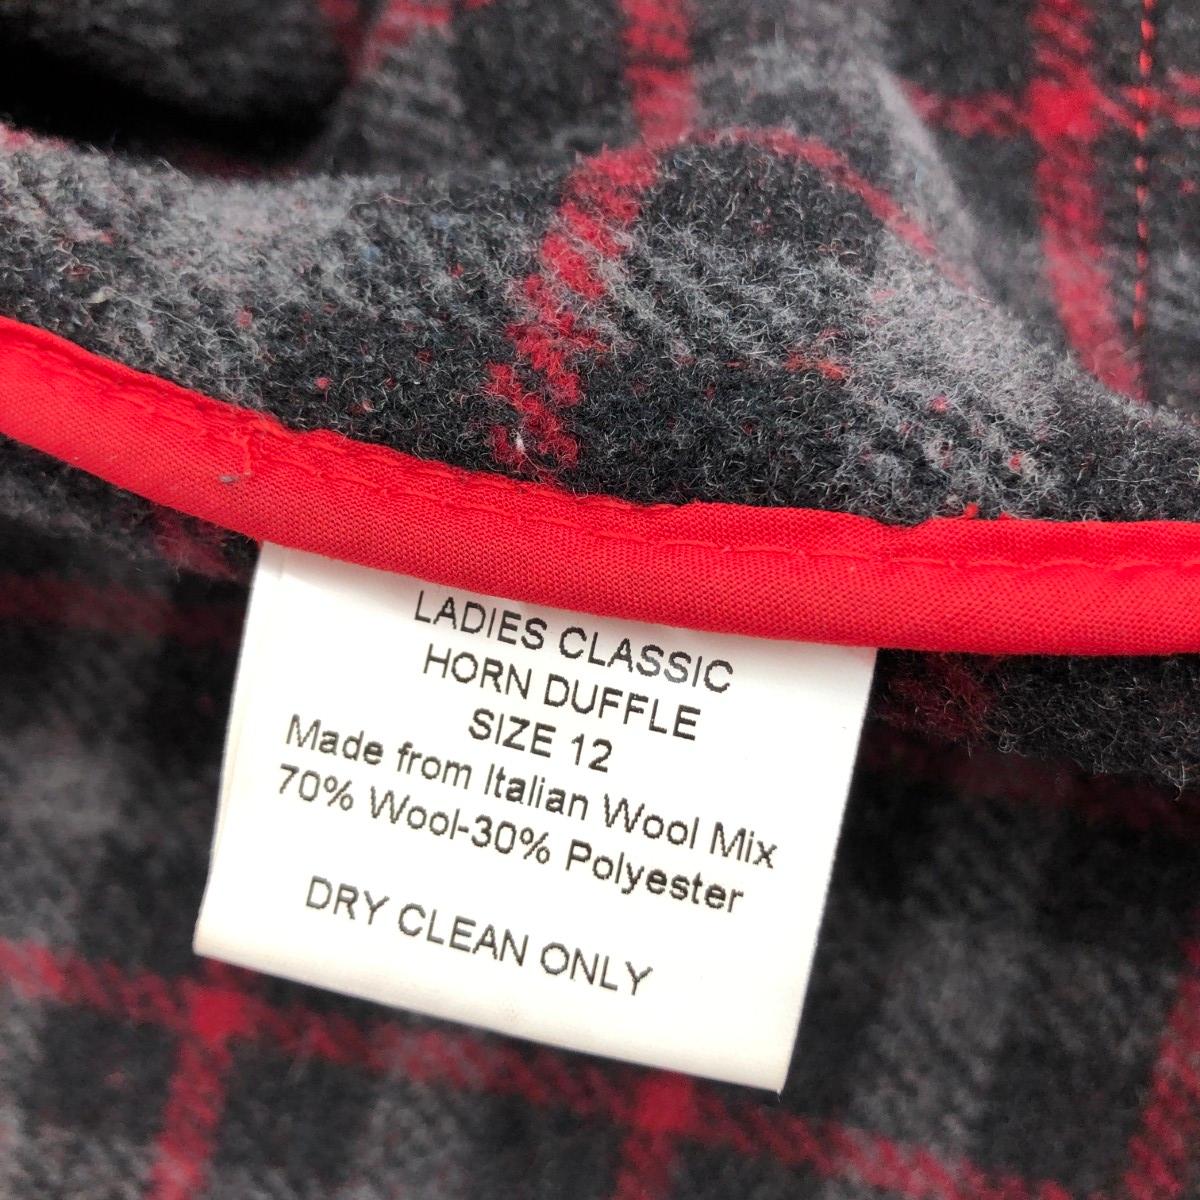 LADIES CLASSIC
HORN DUFFLE
SIZE 12
Made from Italian Wool Mix
70% Wool-30% Polyester
DRY CLEAN ONLY